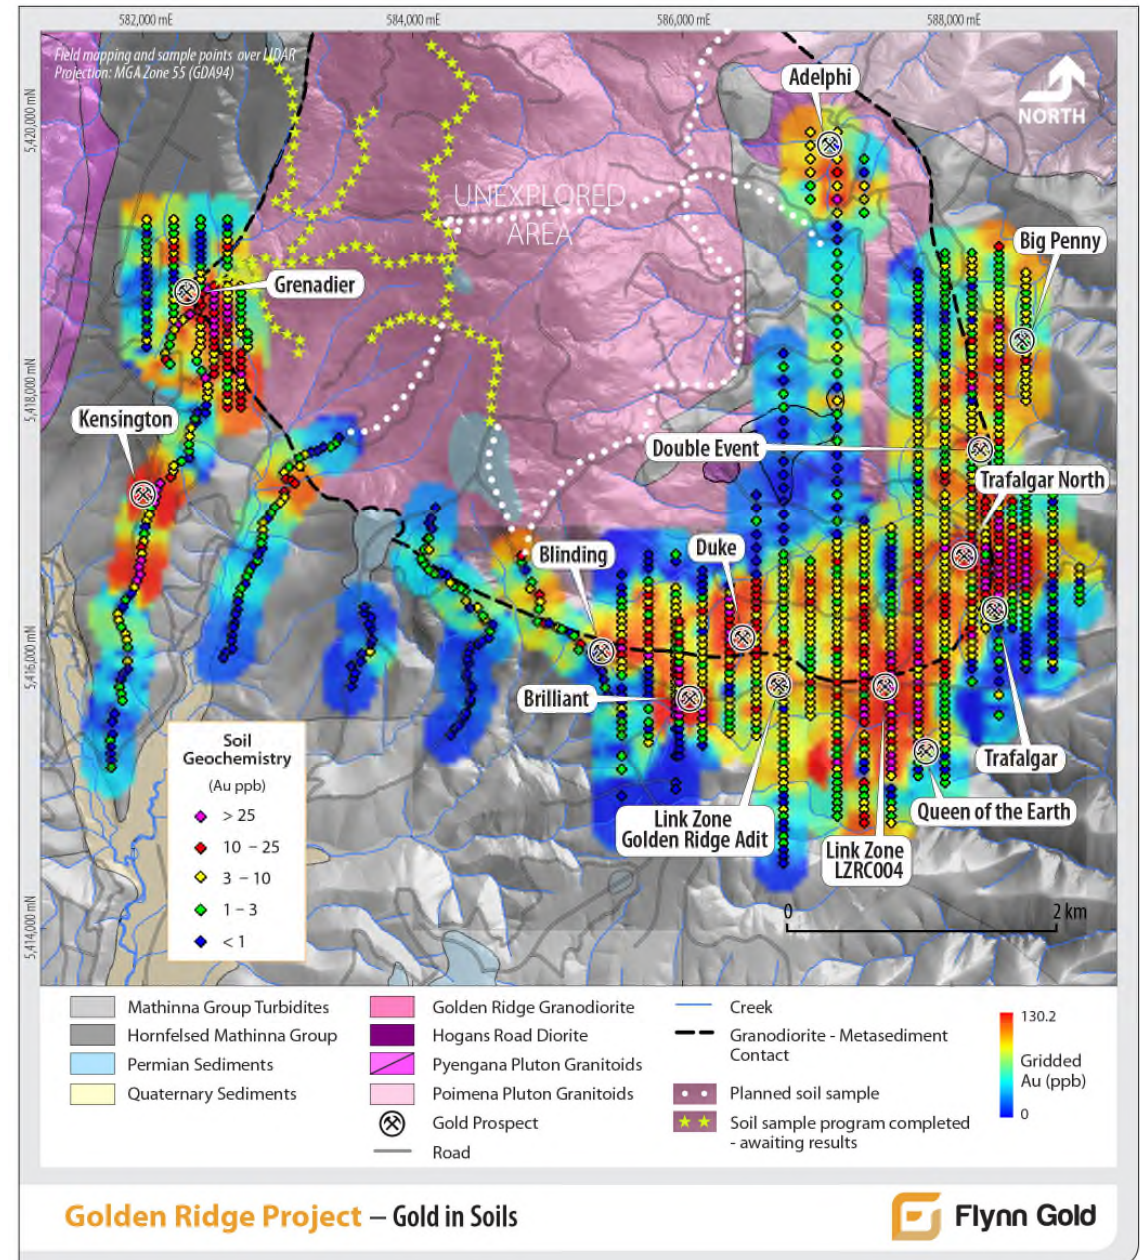 582,000 mE
584,000 mE
586,000 mE
588,000 mE
Field mapping and sample points over LiDAR
Projection: MGA Zone 55 (GDA94)
5,420,000 mN
5,418,000 mN
5,416,000 mN
5,414,000 mN
Adelphi
NORTH
UNEXPLORED
AREA
Big Penny
Grenadier
Kensington
Double Event
Trafalgar North
Blinding
Duke
Brilliant
Trafalgar
Queen of the Earth
Link Zone
Golden Ridge Adit
Link Zone
LZRC004
Soil
Geochemistry
(Au ppb)
> 25
10 – 25
3 – 10
1 – 3
< 1
0
2 km
Mathinna Group Turbidites
Hornfelsed Mathinna Group
Permian Sediments
Quaternary Sediments
Golden Ridge Granodiorite
Hogans Road Diorite
Pyengana Pluton Granitoids
Poimena Pluton Granitoids
Gold Prospect
Road
Creek
Granodiorite - Metasediment
Contact
Planned soil sample
Soil sample program completed
- awaiting results
130.2
Gridded
Au (ppb)
0
Golden Ridge Project – Gold in Soils
Flynn Gold